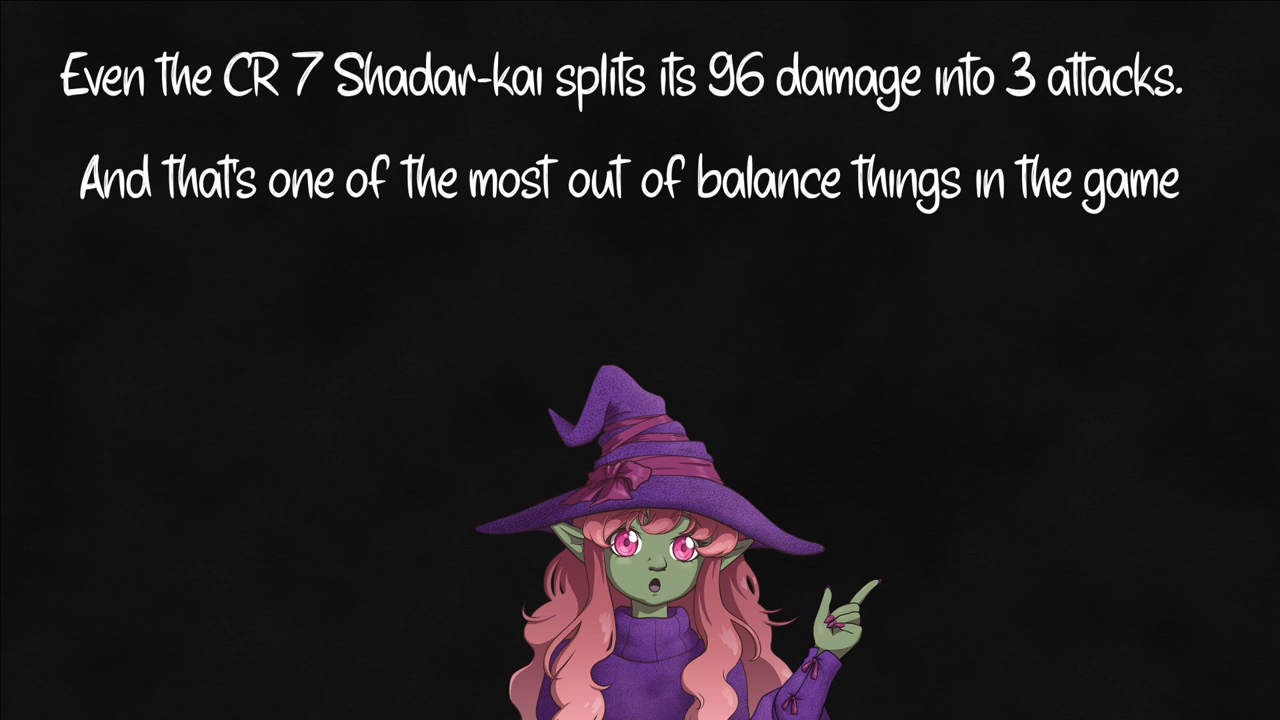 Even the CR 7 Shadar-kai splits its 96 damage into 3 attacks.
And that's one of the most out of balance things in the game